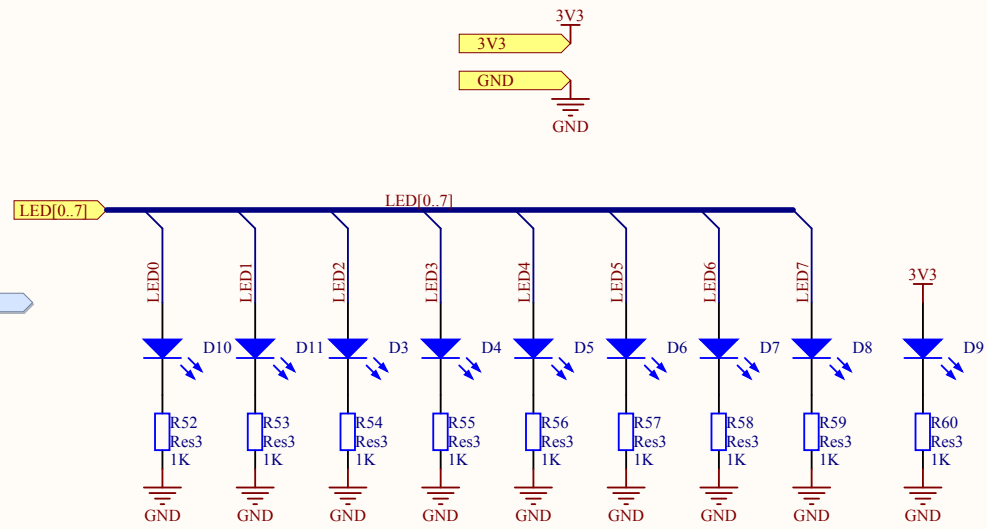 3V3
3V3
GND
GND
LED[0..7]
LED[0..7]
LED0
LED1
LED2
LED3
LED4
LED5
LED6
LED7
3V3
D10
D11
D3
D4
D5
D6
D7
D8
D9
R52
Res3
1K
R53
Res3
1K
R54
Res3
1K
R55
Res3
1K
R56
Res3
1K
R57
Res3
1K
R58
Res3
1K
R59
Res3
1K
R60
Res3
1K
GND
GND
GND
GND
GND
GND
GND
GND
GND